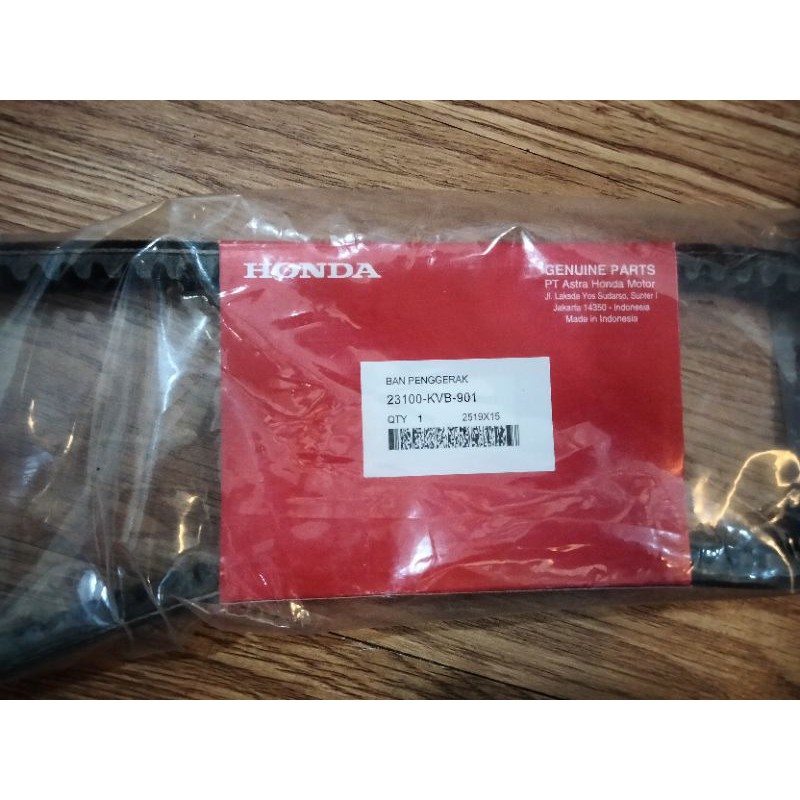 HONDA
GENUINE PARTS
PT Astra Honda Motor
Jl. Laksda Yos Sudarso, Sunter I
Jakarta 14350 - Indonesia
Made in Indonesia
BAN PENGGERAK
23100-KVB-901
QTY 1 2519X15